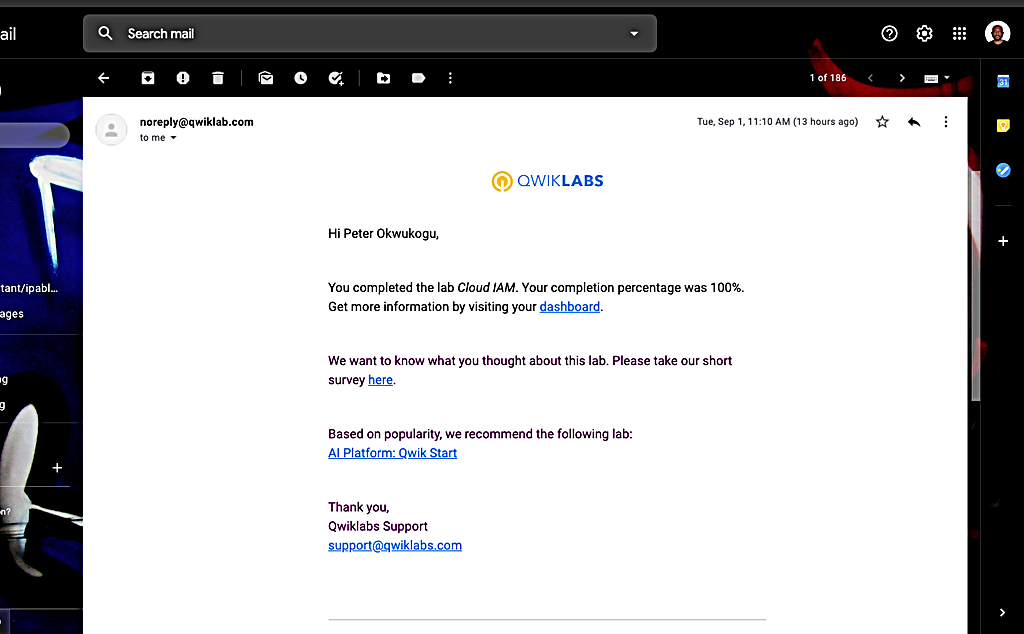 ail
Search mail
1 of 186
31
noreply@qwiklab.com
Tue, Sep 1, 11:10 AM (13 hours ago)
to me
QWIKLABS
Hi Peter Okwukogu,
You completed the lab Cloud IAM. Your completion percentage was 100%.
Get more information by visiting your dashboard.
We want to know what you thought about this lab. Please take our short
survey here.
Based on popularity, we recommend the following lab:
AI Platform: Qwik Start
Thank you,
Qwiklabs Support
support@qwiklabs.com
tant/ipabl...
ages
ng
g
n?